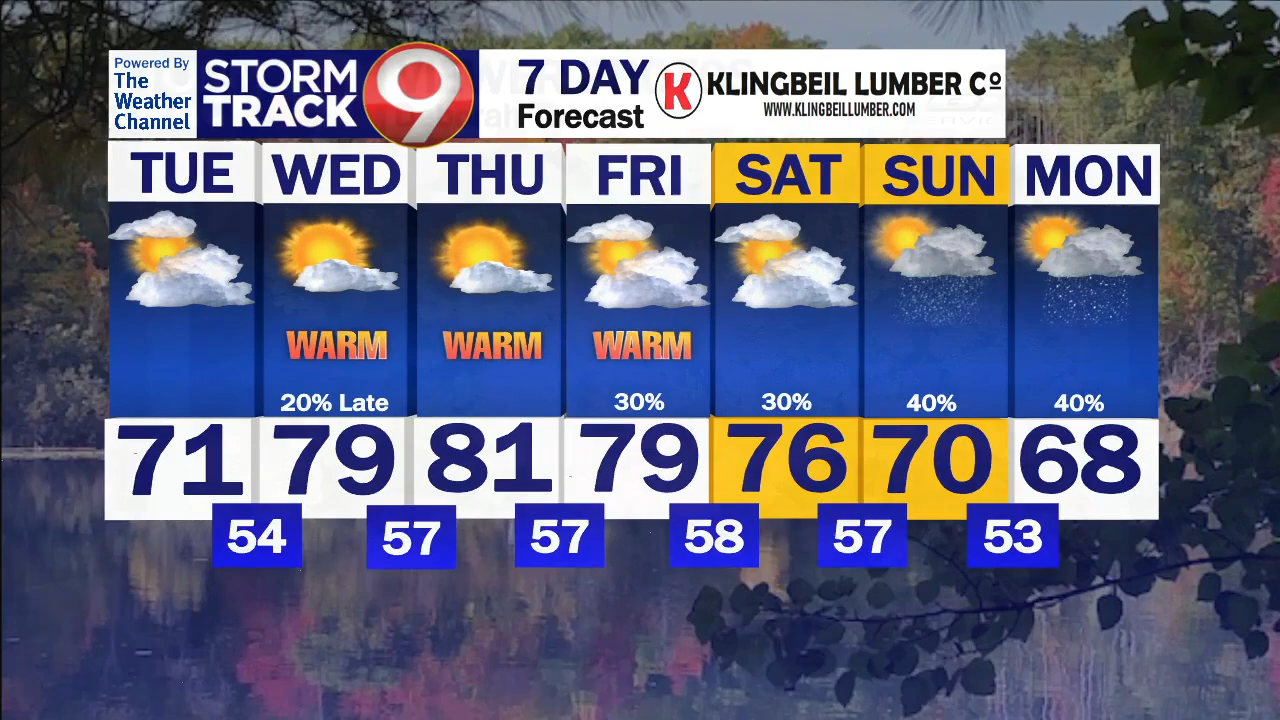 Powered By
The
Weather
Channel
STORM
TRACK
9
7 DAY
Forecast
K
KLINGBEIL LUMBER Cº
WWW.KLINGBEILLUMBER.COM
TUE WED THU FRI SAT SUN MON
WARM WARM WARM
20% Late 30% 30% 40% 40%
71 79 81 79 76 70 68
54 57 57 58 57 53